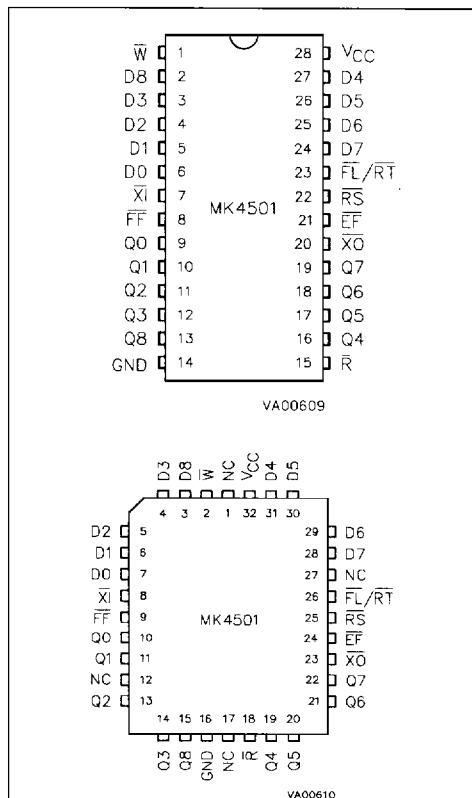 W̅ 1 28 VCC
D8 2 27 D4
D3 3 26 D5
D2 4 25 D6
D1 5 24 D7
D0 6 23 F̅L̅/R̅T̅
X̅I̅ 7 22 R̅S̅
MK4501
F̅F̅ 8 21 E̅F̅
Q0 9 20 X̅O̅
Q1 10 19 Q7
Q2 11 18 Q6
Q3 12 17 Q5
Q8 13 16 Q4
GND 14 15 R̅
VA00609
D3 D8 W̅ NC VCC D4 D5
4 3 2 1 32 31 30
D2 5 29 D6
D1 6 28 D7
D0 7 27 NC
X̅I̅ 8 26 F̅L̅/R̅T̅
F̅F̅ 9 MK4501 25 R̅S̅
Q0 10 24 E̅F̅
Q1 11 23 X̅O̅
NC 12 22 Q7
Q2 13 21 Q6
14 15 16 17 18 19 20
Q3 Q8 GND NC R̅ Q4 Q5
VA00610